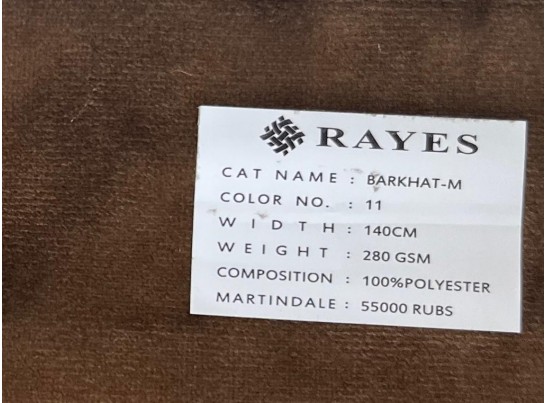 RAYES
CAT NAME : BARKHAT-M
COLOR NO. : 11
WIDTH : 140CM
WEIGHT : 280 GSM
COMPOSITION : 100%POLYESTER
MARTINDALE : 55000 RUBS